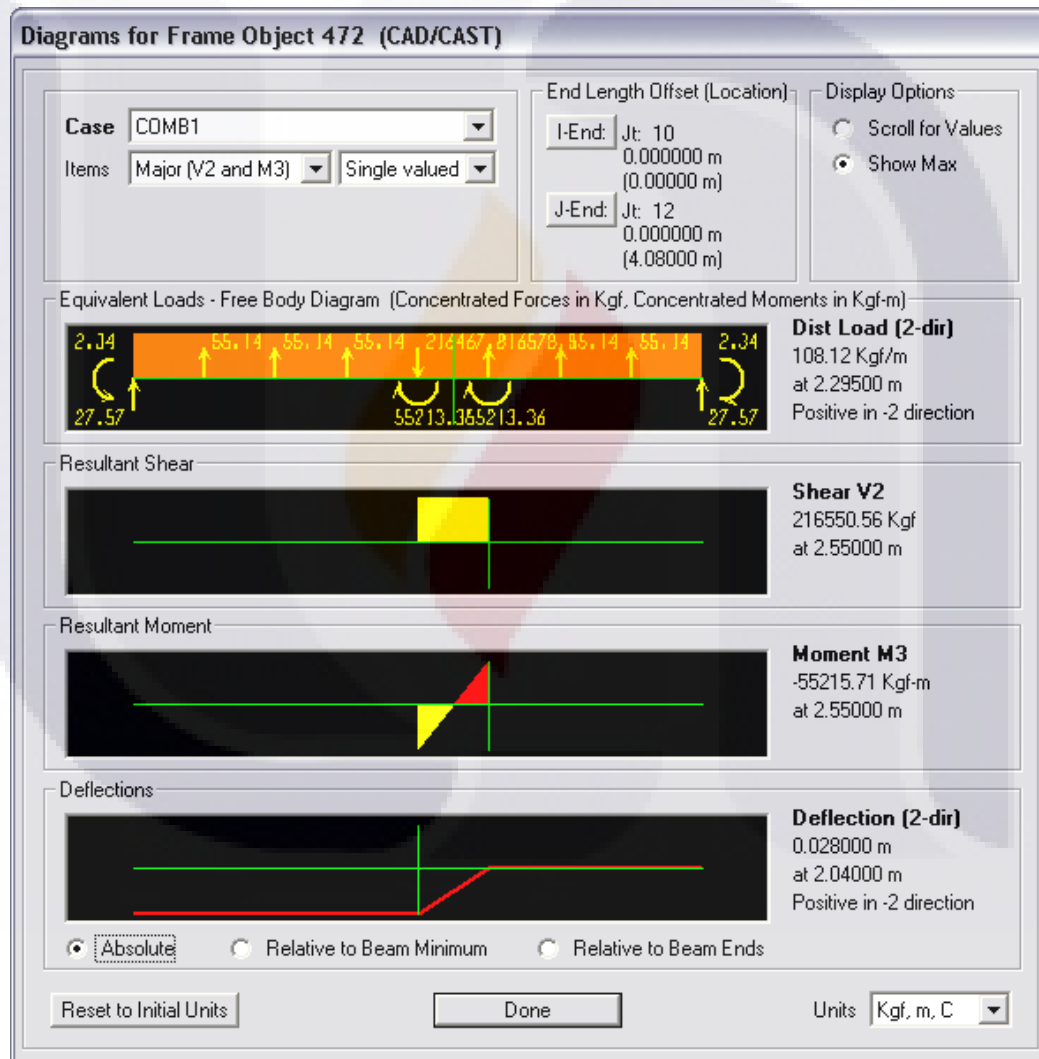 Diagrams for Frame Object 472 (CAD/CAST)
Case COMB1
Items Major (V2 and M3) Single valued
End Length Offset (Location)
I-End: Jt: 10
0.000000 m
(0.00000 m)
J-End: Jt: 12
0.000000 m
(4.08000 m)
Display Options
Scroll for Values
Show Max
Equivalent Loads - Free Body Diagram (Concentrated Forces in Kgf, Concentrated Moments in Kgf-m)
2.34 55.14 55.14 55.14 55.14 55.14 2.34
27.57 55213.36 27.57
Dist Load (2-dir)
108.12 Kgf/m
at 2.29500 m
Positive in -2 direction
Resultant Shear
Shear V2
216550.56 Kgf
at 2.55000 m
Resultant Moment
Moment M3
-55215.71 Kgf-m
at 2.55000 m
Deflections
Deflection (2-dir)
0.028000 m
at 2.04000 m
Positive in -2 direction
Absolute Relative to Beam Minimum Relative to Beam Ends
Reset to Initial Units Done Units Kgf, m, C